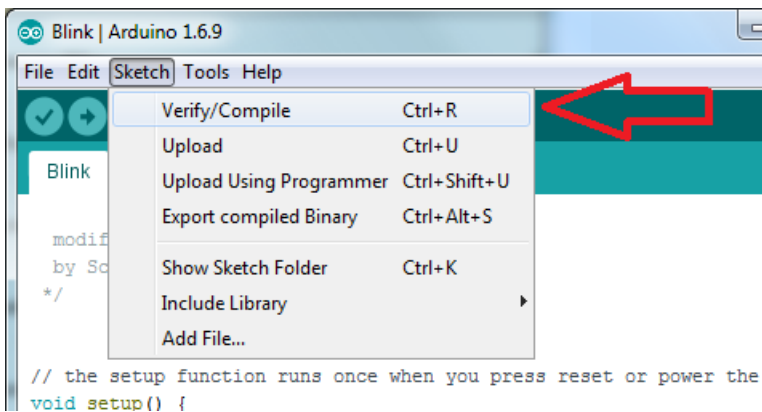 Blink | Arduino 1.6.9
File Edit Sketch Tools Help
Verify/Compile Ctrl+R
Upload Ctrl+U
Blink
Upload Using Programmer Ctrl+Shift+U
Export compiled Binary Ctrl+Alt+S
modif
by Sc
Show Sketch Folder Ctrl+K
*/
Include Library
Add File...
// the setup function runs once when you press reset or power the
void setup() {